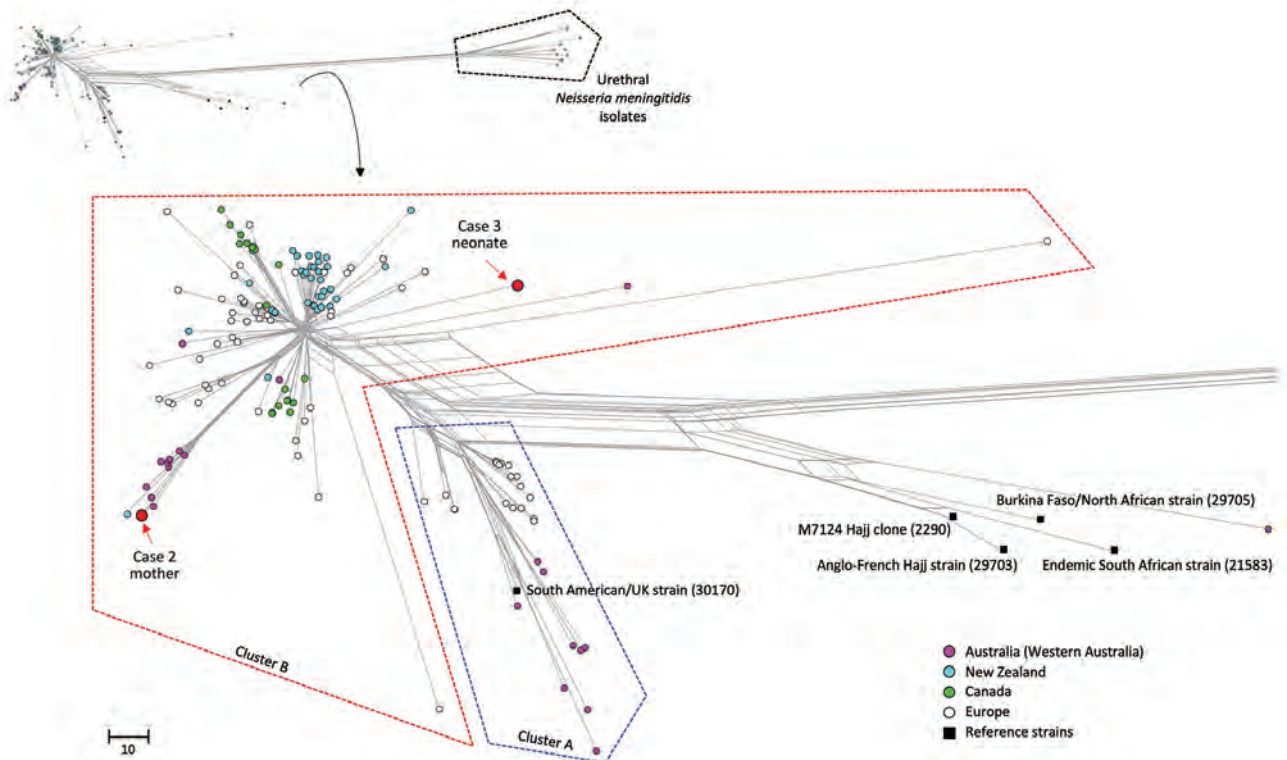 Urethral
Neisseria meningitidis
isolates
Case 3
neonate
Case 2
mother
Burkina Faso/North African strain (29705)
M7124 Hajj clone (2290)
Anglo-French Hajj strain (29703)
Endemic South African strain (21583)
South American/UK strain (30170)
Cluster B
Cluster A
Australia (Western Australia)
New Zealand
Canada
Europe
Reference strains
10